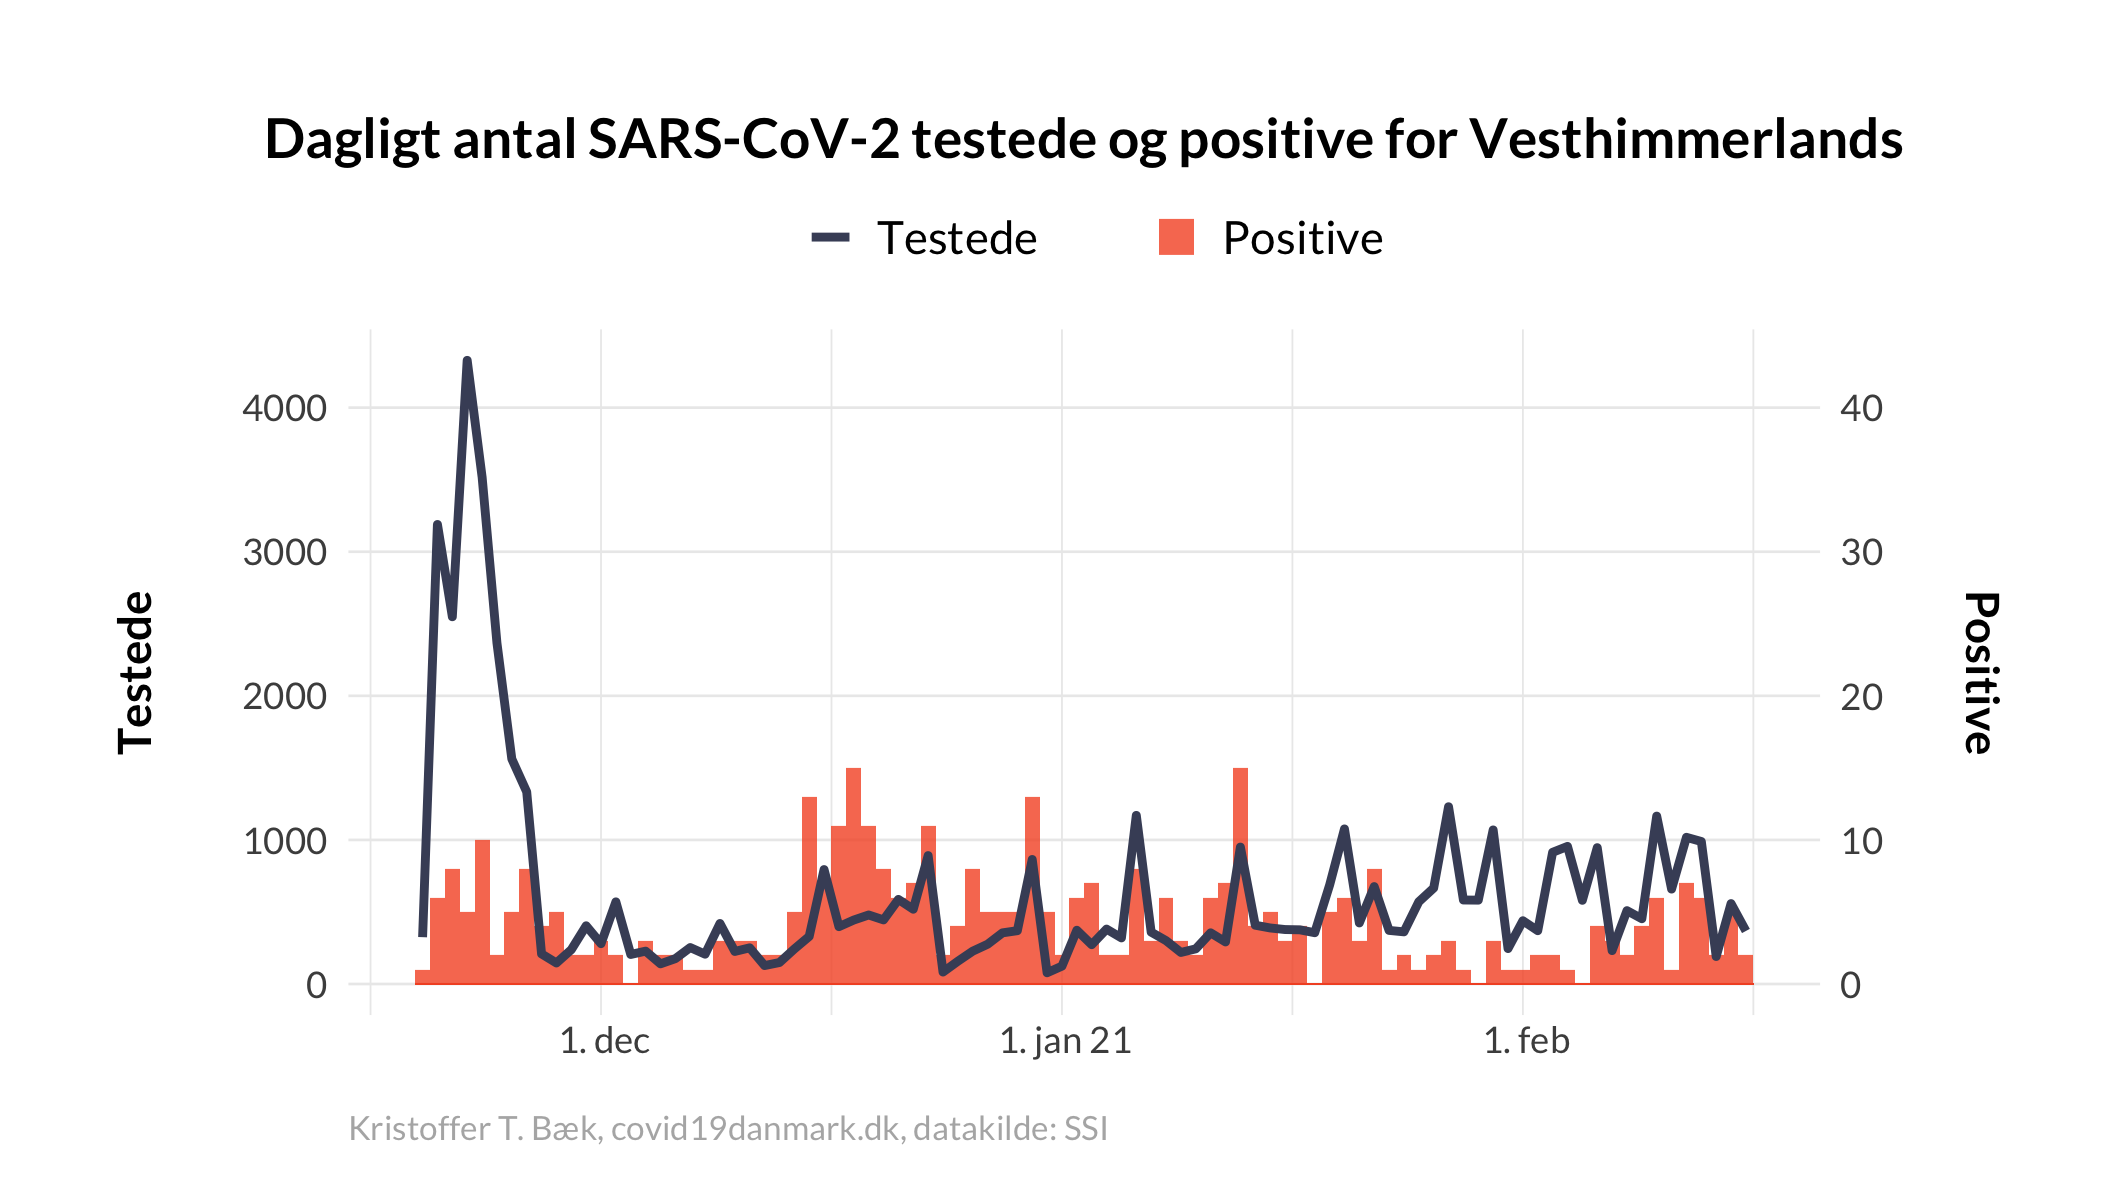 Dagligt antal SARS-CoV-2 testede og positive for Vesthimmerlands
Testede
Positive
4000
3000
2000
1000
0
40
30
20
10
0
Testede
Positive
1. dec
1. jan 21
1. feb
Kristoffer T. Bæk, covid19danmark.dk, datakilde: SSI